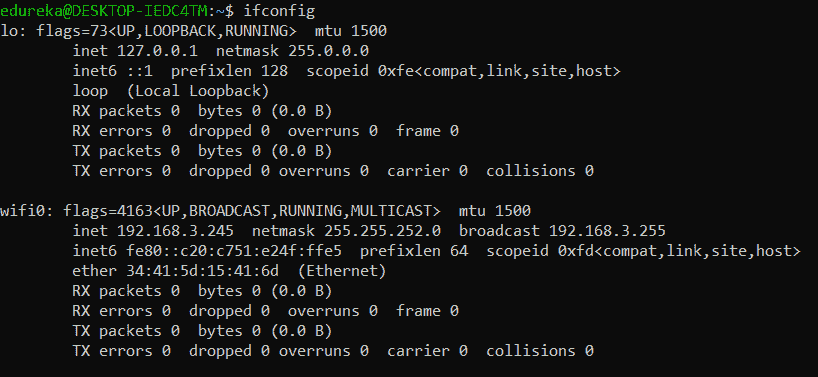 edureka@DESKTOP-IEDC4TM:~$ ifconfig
lo: flags=73<UP,LOOPBACK,RUNNING>  mtu 1500
        inet 127.0.0.1  netmask 255.0.0.0
        inet6 ::1  prefixlen 128  scopeid 0xfe<compat,link,site,host>
        loop  (Local Loopback)
        RX packets 0  bytes 0 (0.0 B)
        RX errors 0  dropped 0  overruns 0  frame 0
        TX packets 0  bytes 0 (0.0 B)
        TX errors 0  dropped 0 overruns 0  carrier 0  collisions 0

wifi0: flags=4163<UP,BROADCAST,RUNNING,MULTICAST>  mtu 1500
        inet 192.168.3.245  netmask 255.255.252.0  broadcast 192.168.3.255
        inet6 fe80::c20:c751:e24f:ffe5  prefixlen 64  scopeid 0xfd<compat,link,site,host>
        ether 34:41:5d:15:41:6d  (Ethernet)
        RX packets 0  bytes 0 (0.0 B)
        RX errors 0  dropped 0  overruns 0  frame 0
        TX packets 0  bytes 0 (0.0 B)
        TX errors 0  dropped 0 overruns 0  carrier 0  collisions 0